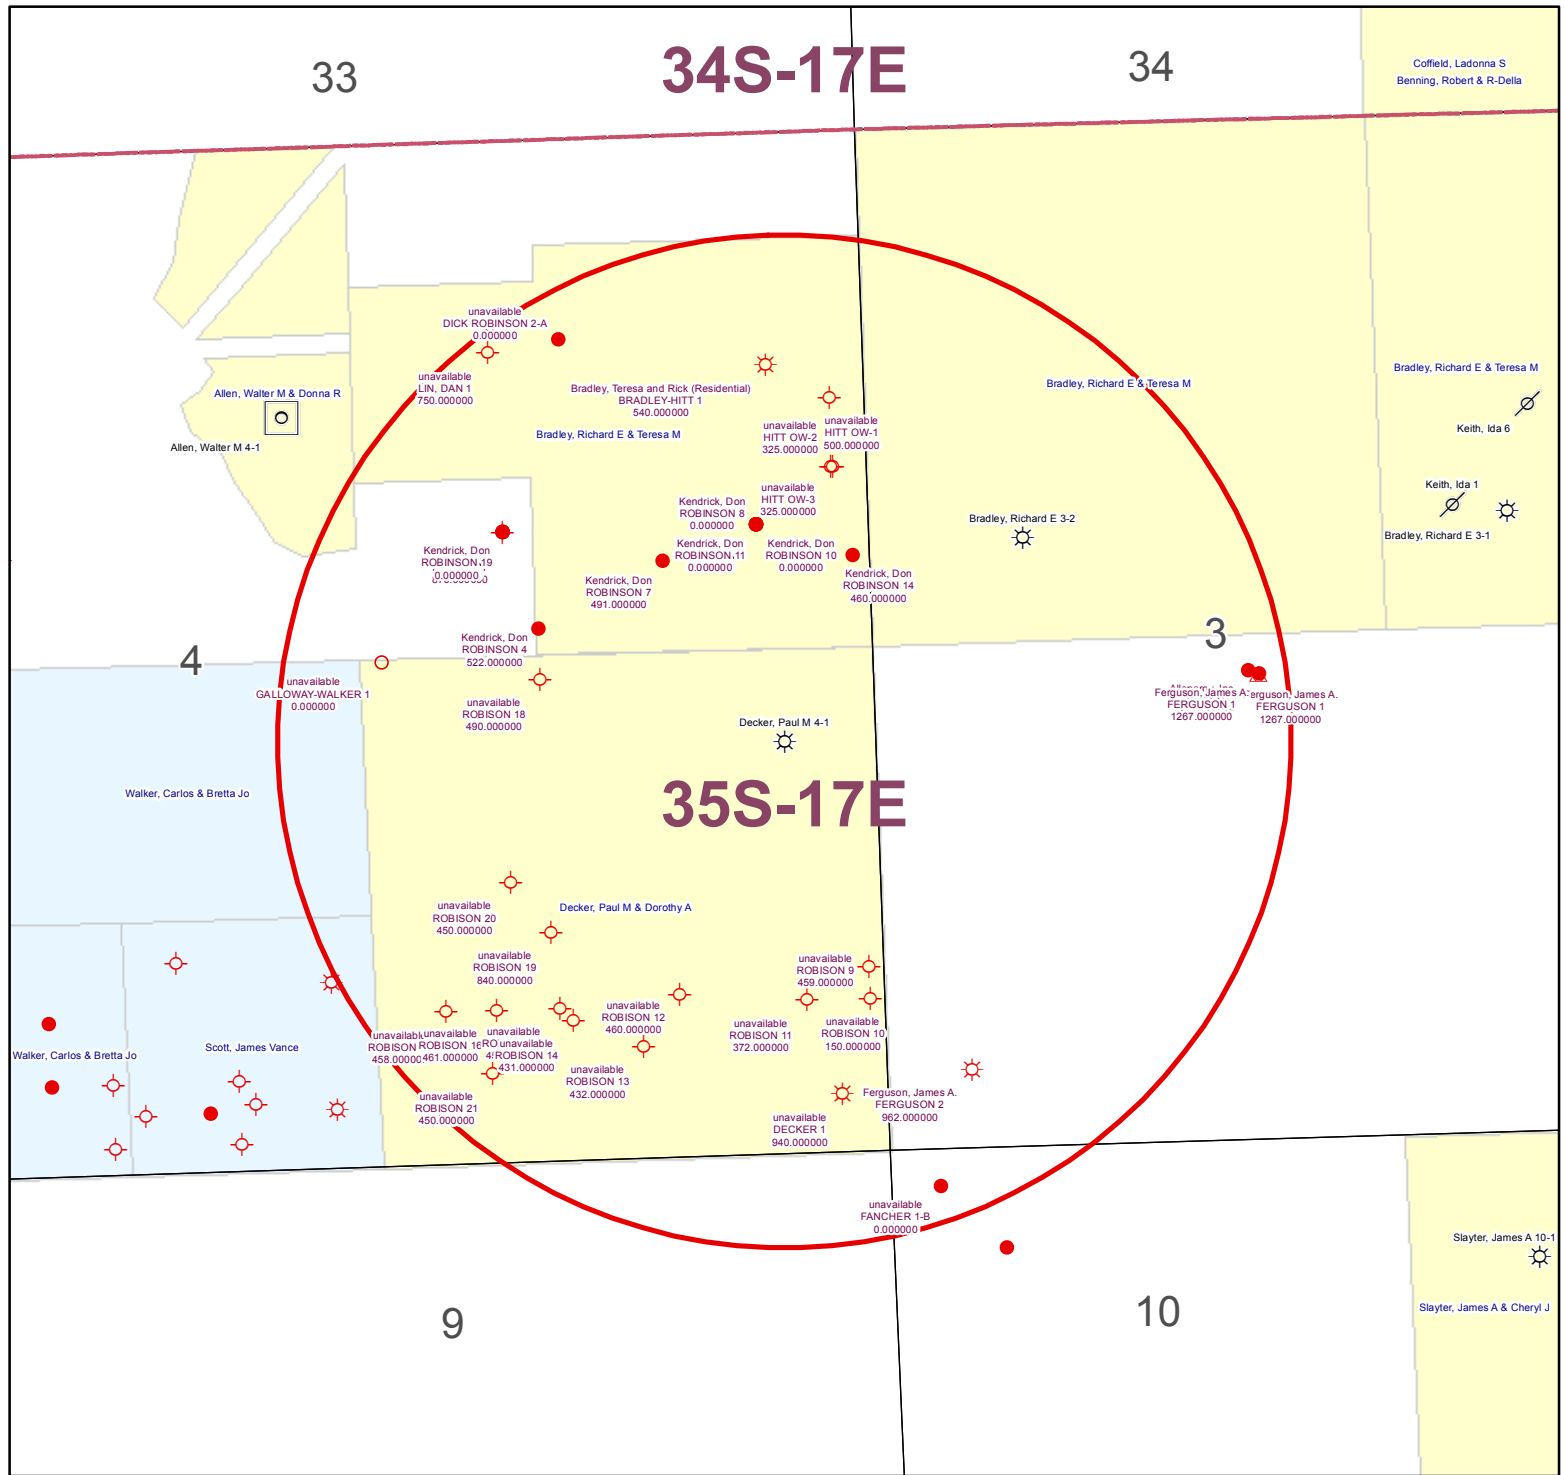 33
34S-17E
34
Coffield, Ladonna S
Benning, Robert & R-Della
unavailable
DICK ROBINSON 2-A
0.000000
unavailable
LIN, DAN 1
750.000000
Allen, Walter M & Donna R
Allen, Walter M 4-1
Bradley, Teresa and Rick (Residential)
BRADLEY-HITT 1
540.000000
Bradley, Richard E & Teresa M
unavailable
HITT OW-2
325.000000
unavailable
HITT OW-1
500.000000
Bradley, Richard E & Teresa M
Bradley, Richard E & Teresa M
Keith, Ida 6
Keith, Ida 1
Bradley, Richard E 3-1
unavailable
HITT OW-3
325.000000
Kendrick, Don
ROBINSON 8
0.000000
Bradley, Richard E 3-2
Kendrick, Don
ROBINSON 19
0.000000
Kendrick, Don
ROBINSON 11
0.000000
Kendrick, Don
ROBINSON 10
0.000000
Kendrick, Don
ROBINSON 7
491.000000
Kendrick, Don
ROBINSON 14
460.000000
Kendrick, Don
ROBINSON 4
522.000000
4
3
unavailable
GALLOWAY-WALKER 1
0.000000
unavailable
ROBISON 18
490.000000
Ferguson, James A.
FERGUSON 1
1267.000000
Ferguson, James A.
FERGUSON 1
1267.000000
Decker, Paul M 4-1
Walker, Carlos & Bretta Jo
35S-17E
unavailable
ROBISON 20
450.000000
Decker, Paul M & Dorothy A
unavailable
ROBISON 19
840.000000
unavailable
ROBISON 9
459.000000
unavailable
ROBISON 12
460.000000
unavailable
ROBISON 11
372.000000
unavailable
ROBISON 10
150.000000
Walker, Carlos & Bretta Jo
Scott, James Vance
unavailable
ROBISON
458.000000
unavailable
ROBISON 16
461.000000
unavailable
ROBISON 14
431.000000
unavailable
ROBISON 13
432.000000
unavailable
ROBISON 21
450.000000
Ferguson, James A.
FERGUSON 2
962.000000
unavailable
DECKER 1
940.000000
unavailable
FANCHER 1-B
0.000000
Slayter, James A 10-1
Slayter, James A & Cheryl J
9
10